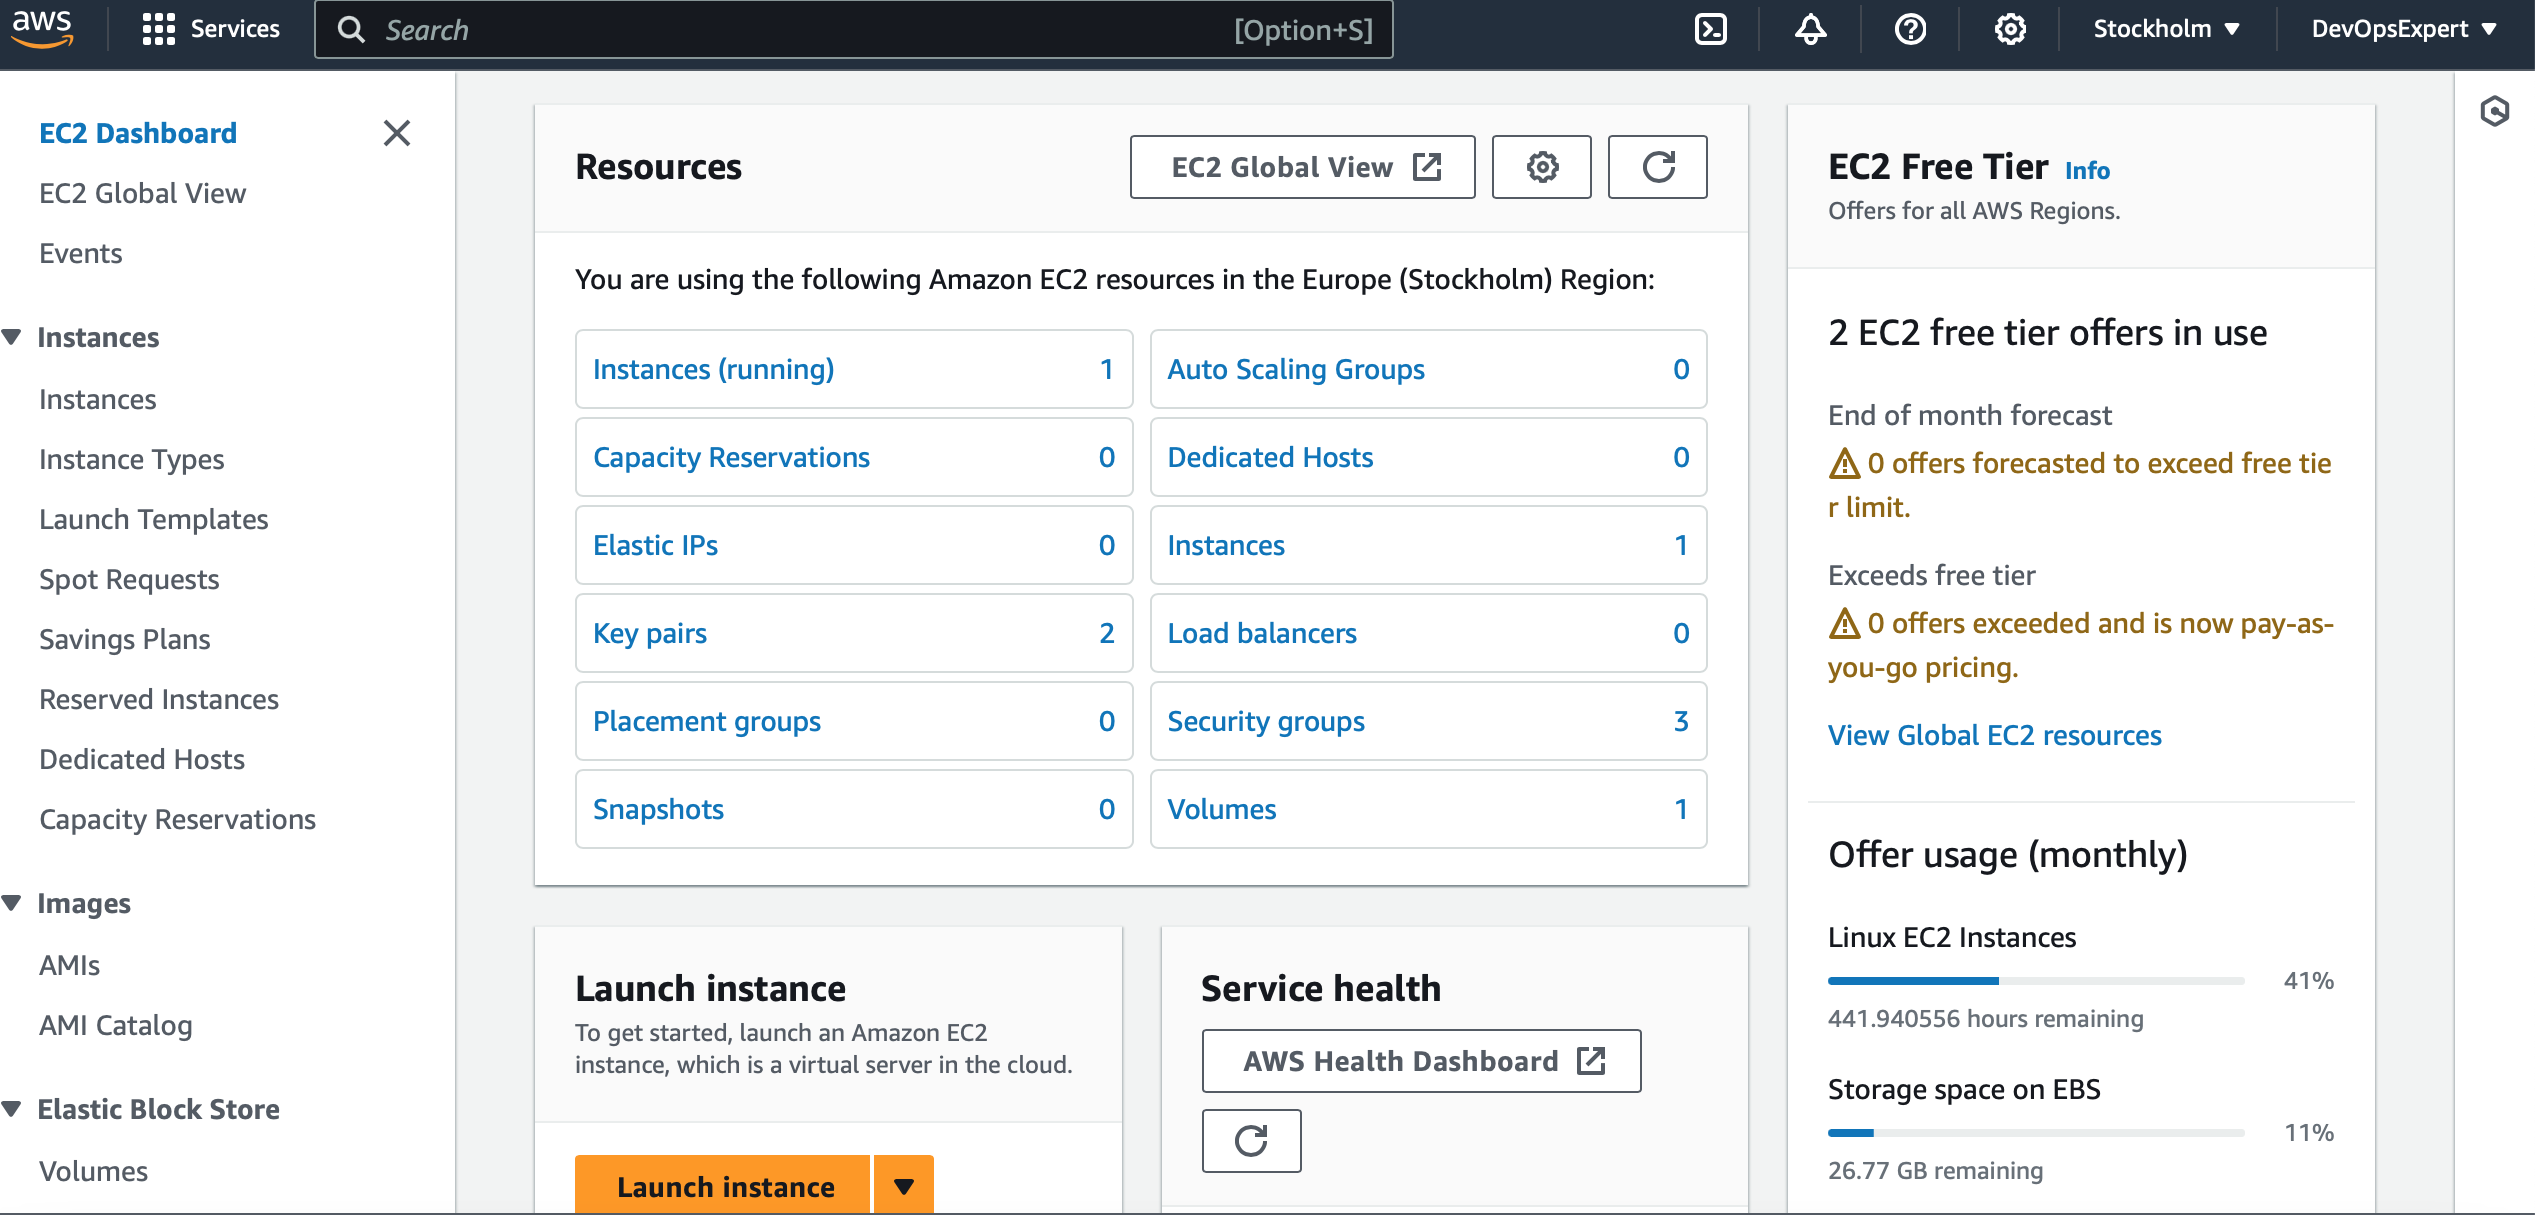 aws
Services
Search
[Option+S]
Stockholm
DevOpsExpert
EC2 Dashboard
EC2 Global View
Events
Instances
Instances
Instance Types
Launch Templates
Spot Requests
Savings Plans
Reserved Instances
Dedicated Hosts
Capacity Reservations
Images
AMIs
AMI Catalog
Elastic Block Store
Volumes
Resources
EC2 Global View
You are using the following Amazon EC2 resources in the Europe (Stockholm) Region:
Instances (running) 1
Auto Scaling Groups 0
Capacity Reservations 0
Dedicated Hosts 0
Elastic IPs 0
Instances 1
Key pairs 2
Load balancers 0
Placement groups 0
Security groups 3
Snapshots 0
Volumes 1
Launch instance
To get started, launch an Amazon EC2
instance, which is a virtual server in the cloud.
Launch instance
Service health
AWS Health Dashboard
EC2 Free Tier Info
Offers for all AWS Regions.
2 EC2 free tier offers in use
End of month forecast
0 offers forecasted to exceed free tie
r limit.
Exceeds free tier
0 offers exceeded and is now pay-as-
you-go pricing.
View Global EC2 resources
Offer usage (monthly)
Linux EC2 Instances
41%
441.940556 hours remaining
Storage space on EBS
11%
26.77 GB remaining